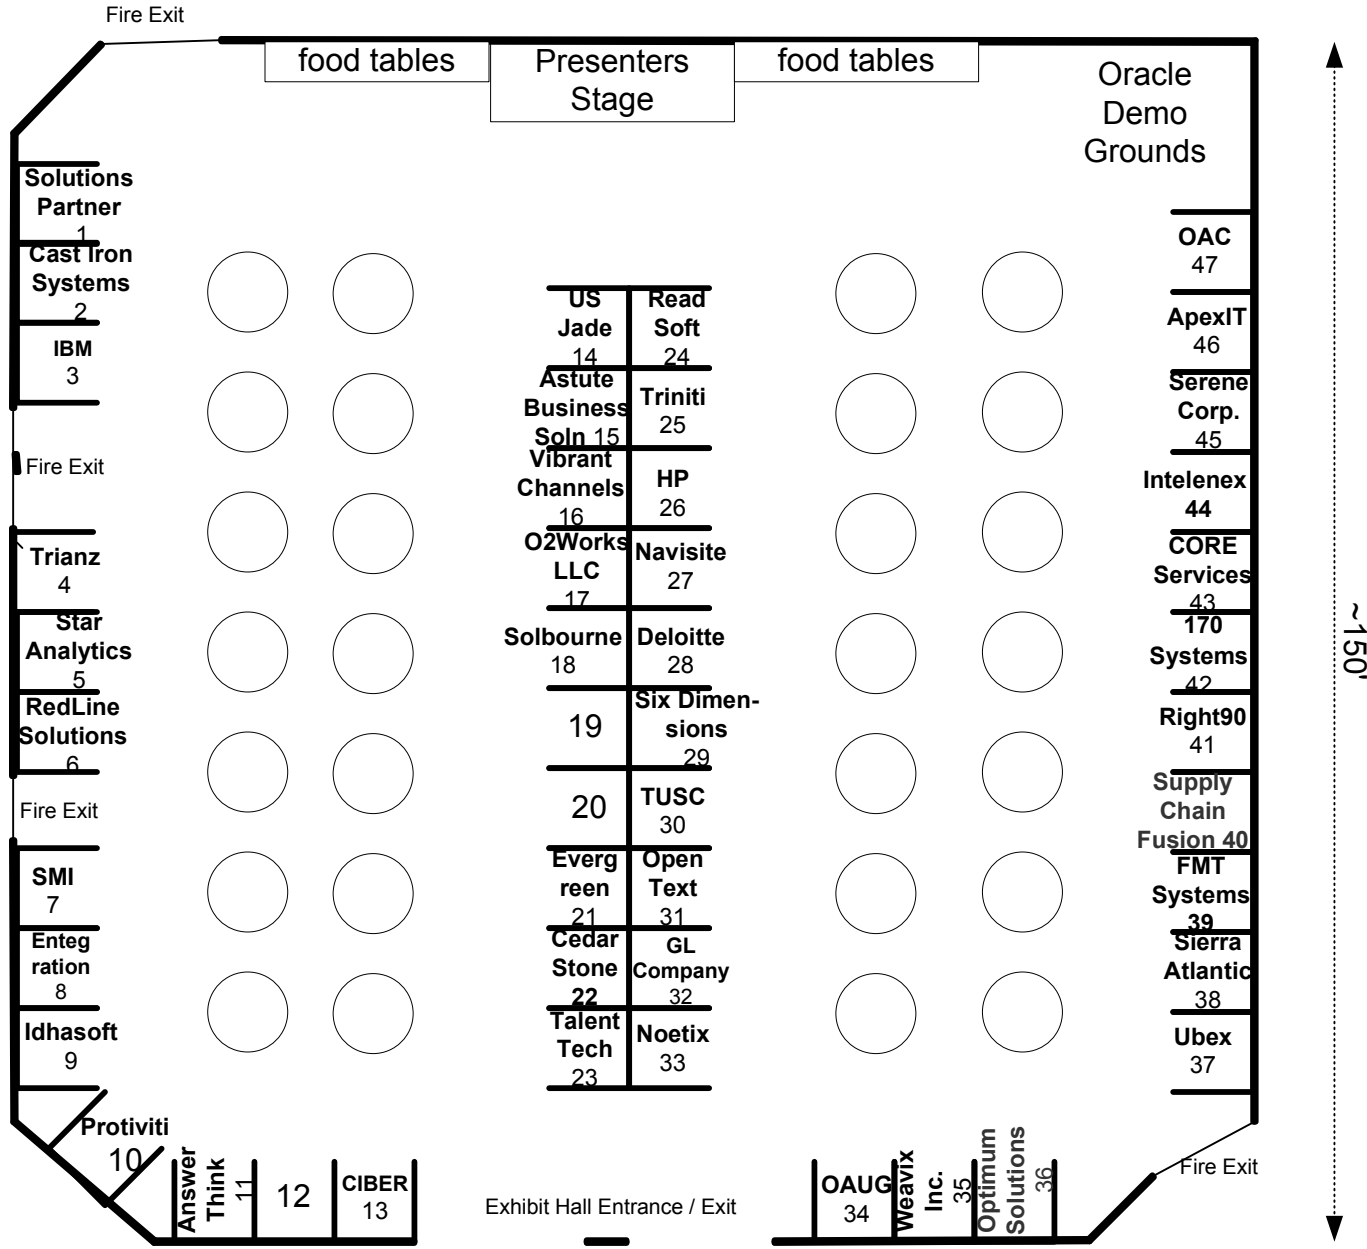 Fire Exit
food tables
Presenters
Stage
food tables
Oracle
Demo
Grounds
Solutions
Partner
1
Cast Iron
Systems
2
IBM
3
Fire Exit
Trianz
4
Star
Analytics
5
RedLine
Solutions
6
Fire Exit
SMI
7
Enteg
ration
8
Idhasoft
9
Protiviti
10
Answer
Think
11
12
CIBER
13
US
Jade
14
Astute
Business
Soln 15
Vibrant
Channels
16
O2Works
LLC
17
Solbourne
18
19
20
Everg
reen
21
Cedar
Stone
22
Talent
Tech
23
Read
Soft
24
Triniti
25
HP
26
Navisite
27
Deloitte
28
Six Dimen-
sions
29
TUSC
30
Open
Text
31
GL
Company
32
Noetix
33
Exhibit Hall Entrance / Exit
OAUG
34
Weavix
Inc.
35
Optimum
Solutions
36
Fire Exit
OAC
47
ApexIT
46
Serene
Corp.
45
Intelenex
44
CORE
Services
43
170
Systems
42
Right90
41
Supply
Chain
Fusion 40
FMT
Systems
39
Sierra
Atlantic
38
Ubex
37
~150'